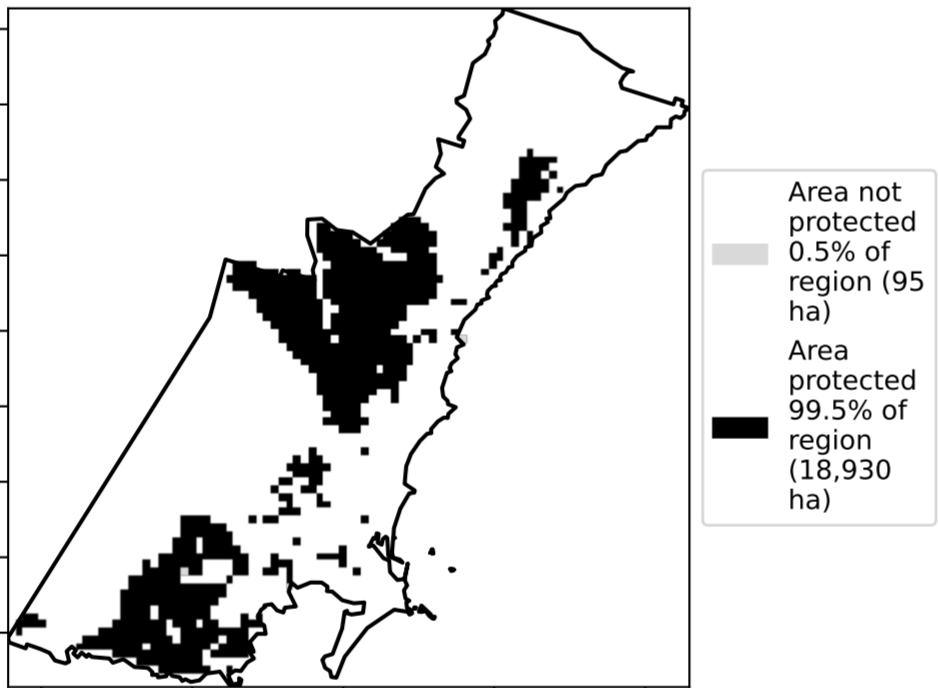 Area not
protected
0.5% of
region (95
ha)
Area
protected
99.5% of
region
(18,930
ha)